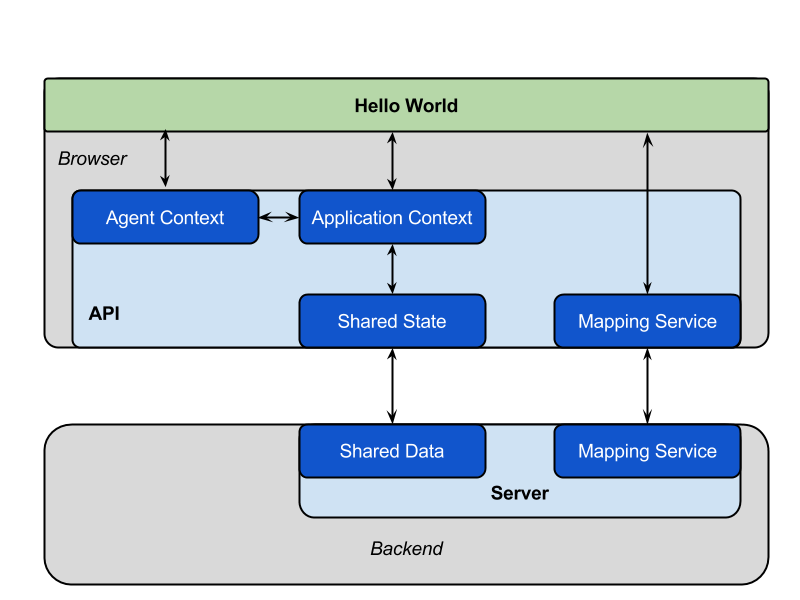 Hello World
Browser
Agent Context
Application Context
API
Shared State
Mapping Service
Shared Data
Mapping Service
Server
Backend